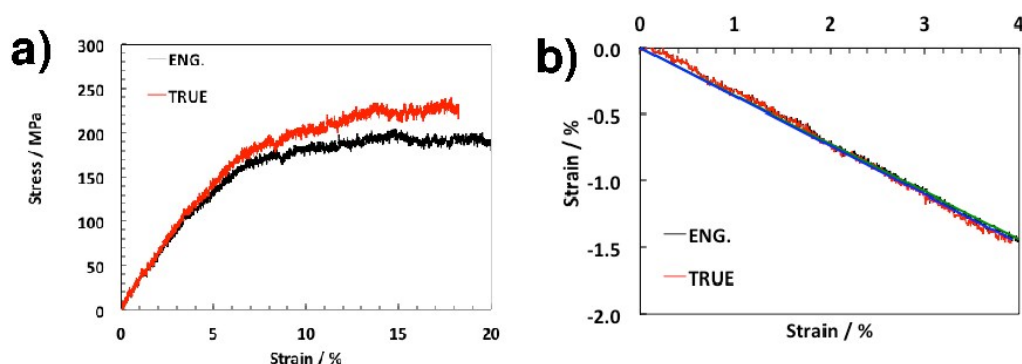 a)
300
250
200
150
100
50
0
Stress / MPa
ENG.
TRUE
0 5 10 15 20
Strain / %
b)
0 1 2 3 4
0.0
-0.5
-1.0
-1.5
-2.0
Strain / %
ENG.
TRUE
Strain / %